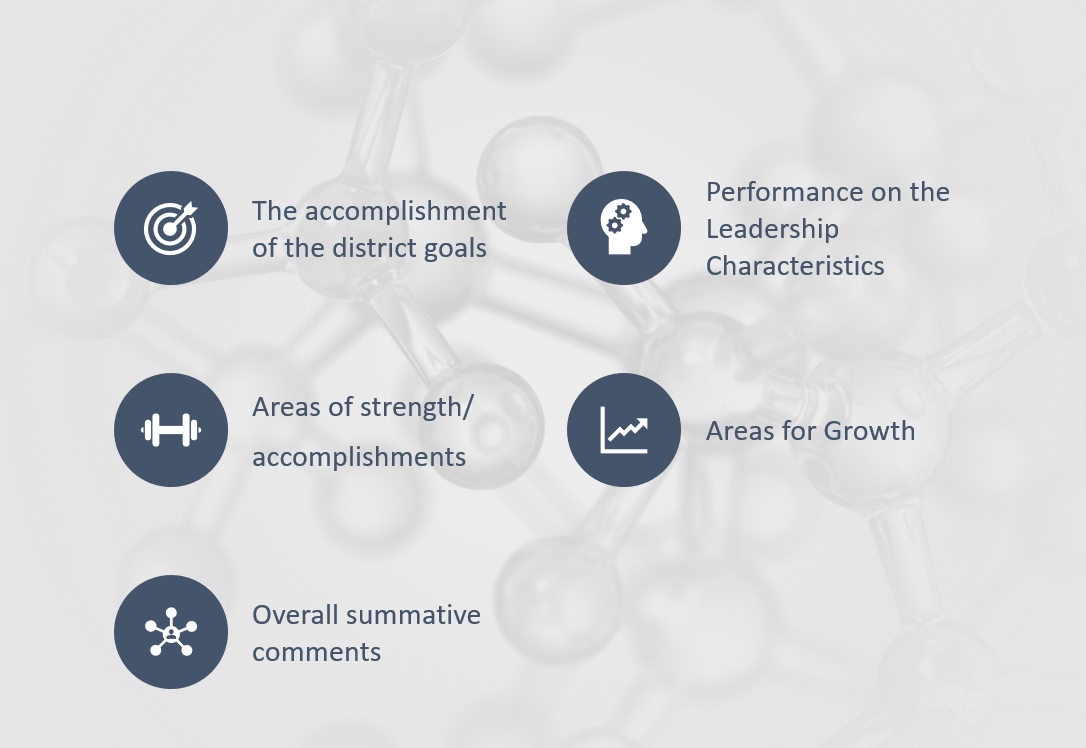 The accomplishment
of the district goals
Performance on the
Leadership
Characteristics
Areas of strength/
accomplishments
Areas for Growth
Overall summative
comments